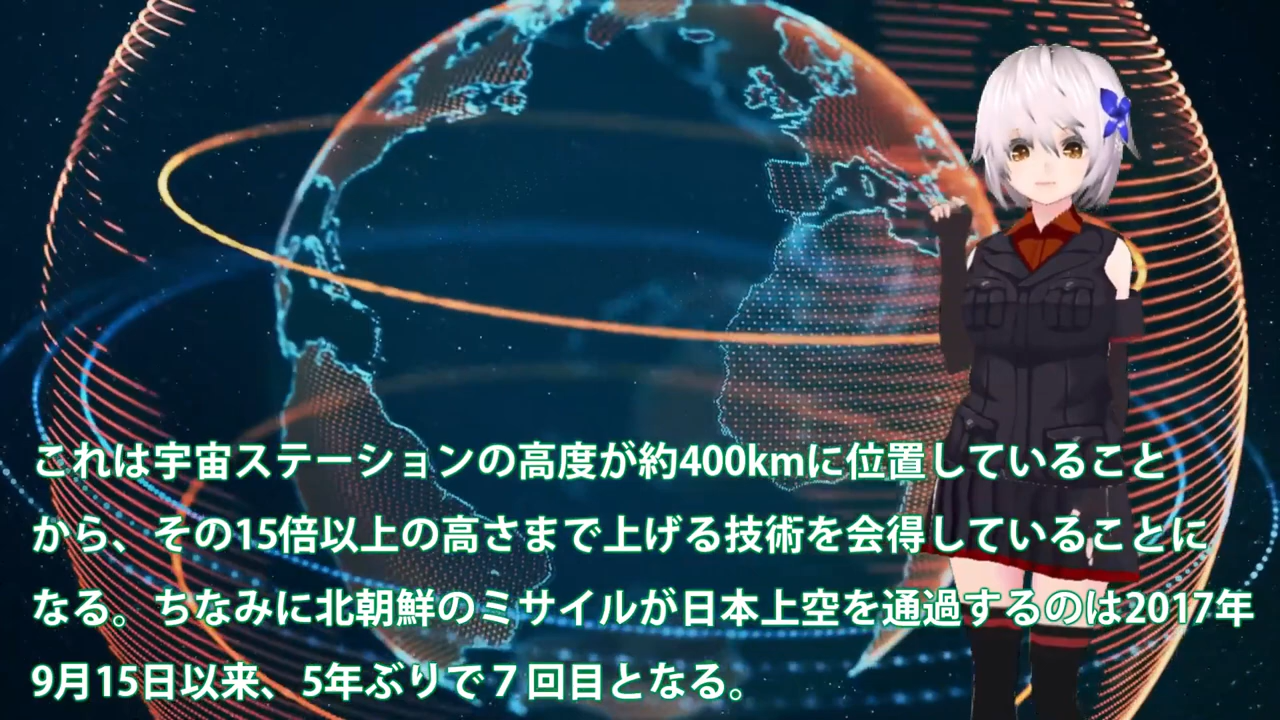 これは宇宙ステーションの高度が約400kmに位置していること
から、その15倍以上の高さまで上げる技術を会得していることに
なる。ちなみに北朝鮮のミサイルが日本上空を通過するのは2017年
9月15日以来、5年ぶりで７回目となる。